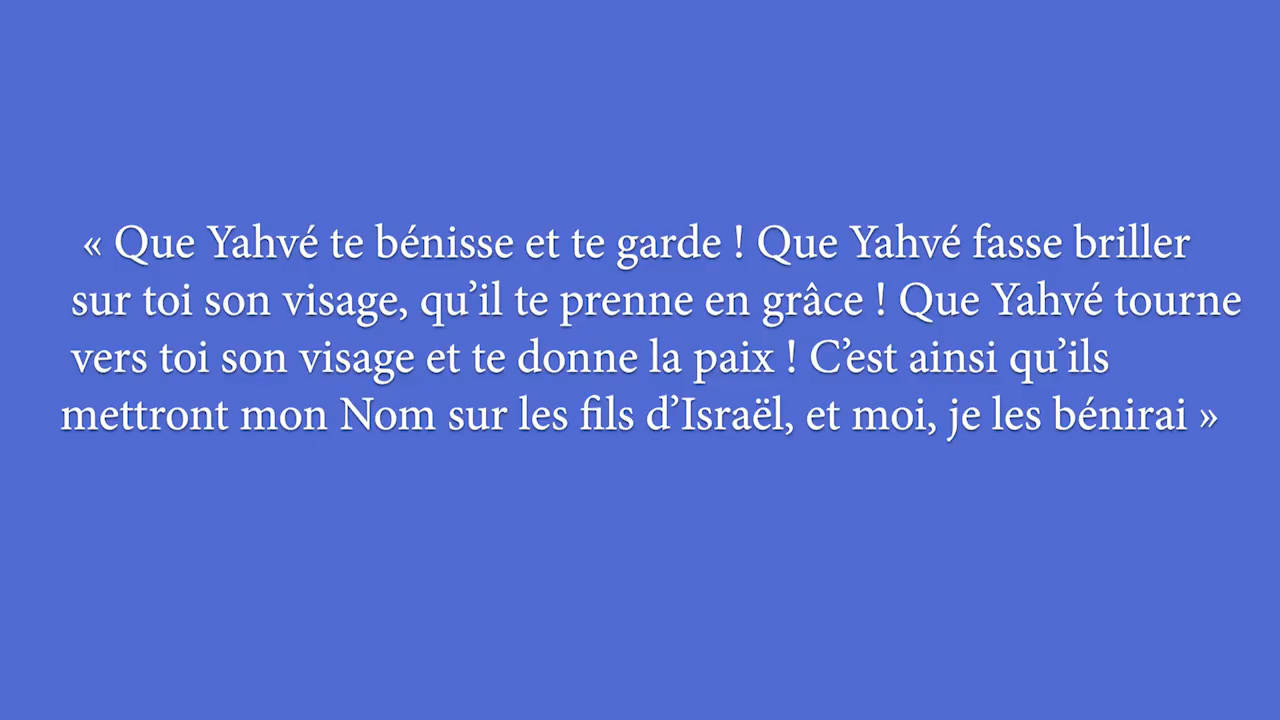 « Que Yahvé te bénisse et te garde ! Que Yahvé fasse briller
sur toi son visage, qu’il te prenne en grâce ! Que Yahvé tourne
vers toi son visage et te donne la paix ! C’est ainsi qu’ils
mettront mon Nom sur les fils d’Israël, et moi, je les bénirai »